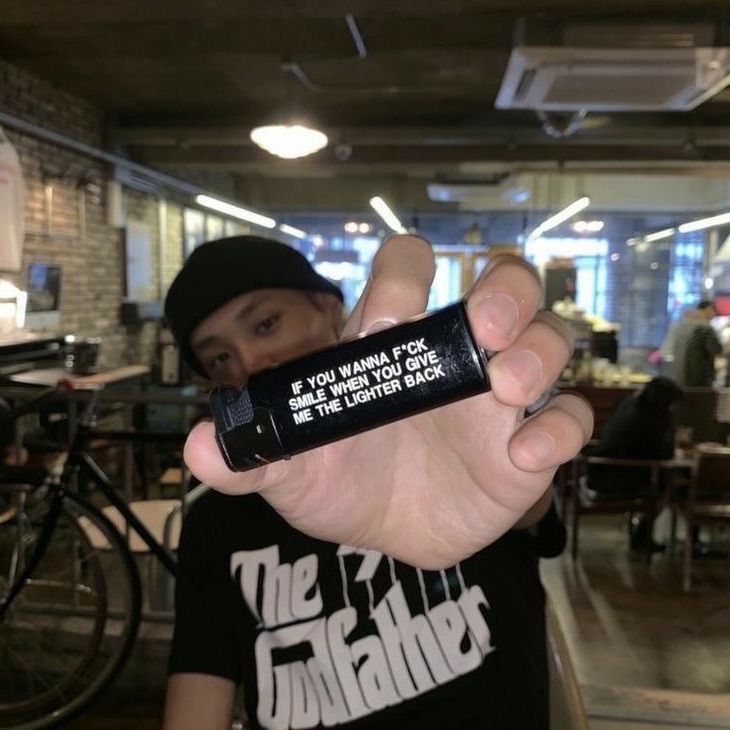 IF YOU WANNA F*CK
SMILE WHEN YOU GIVE
ME THE LIGHTER BACK
The
Godfather